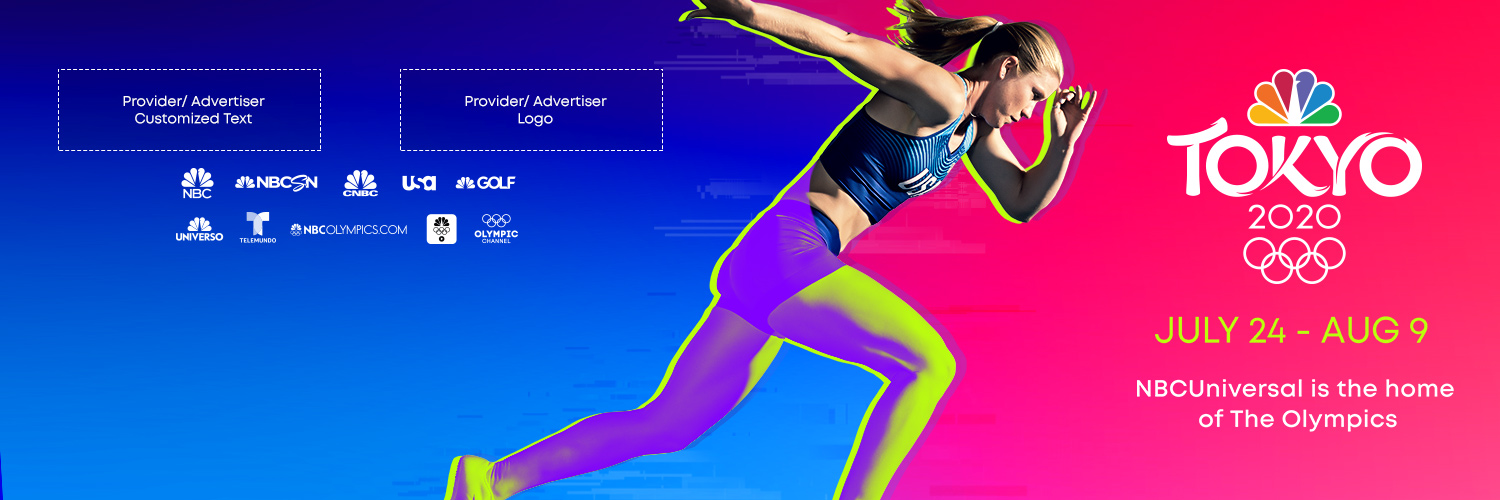 Provider/ Advertiser
Customized Text
Provider/ Advertiser
Logo
NBC
NBCSN
CNBC
USA
GOLF
UNIVERSO
TELEMUNDO
NBCOLYMPICS.COM
OLYMPIC
CHANNEL
US
TOKYO
2020
JULY 24 - AUG 9
NBCUniversal is the home
of The Olympics